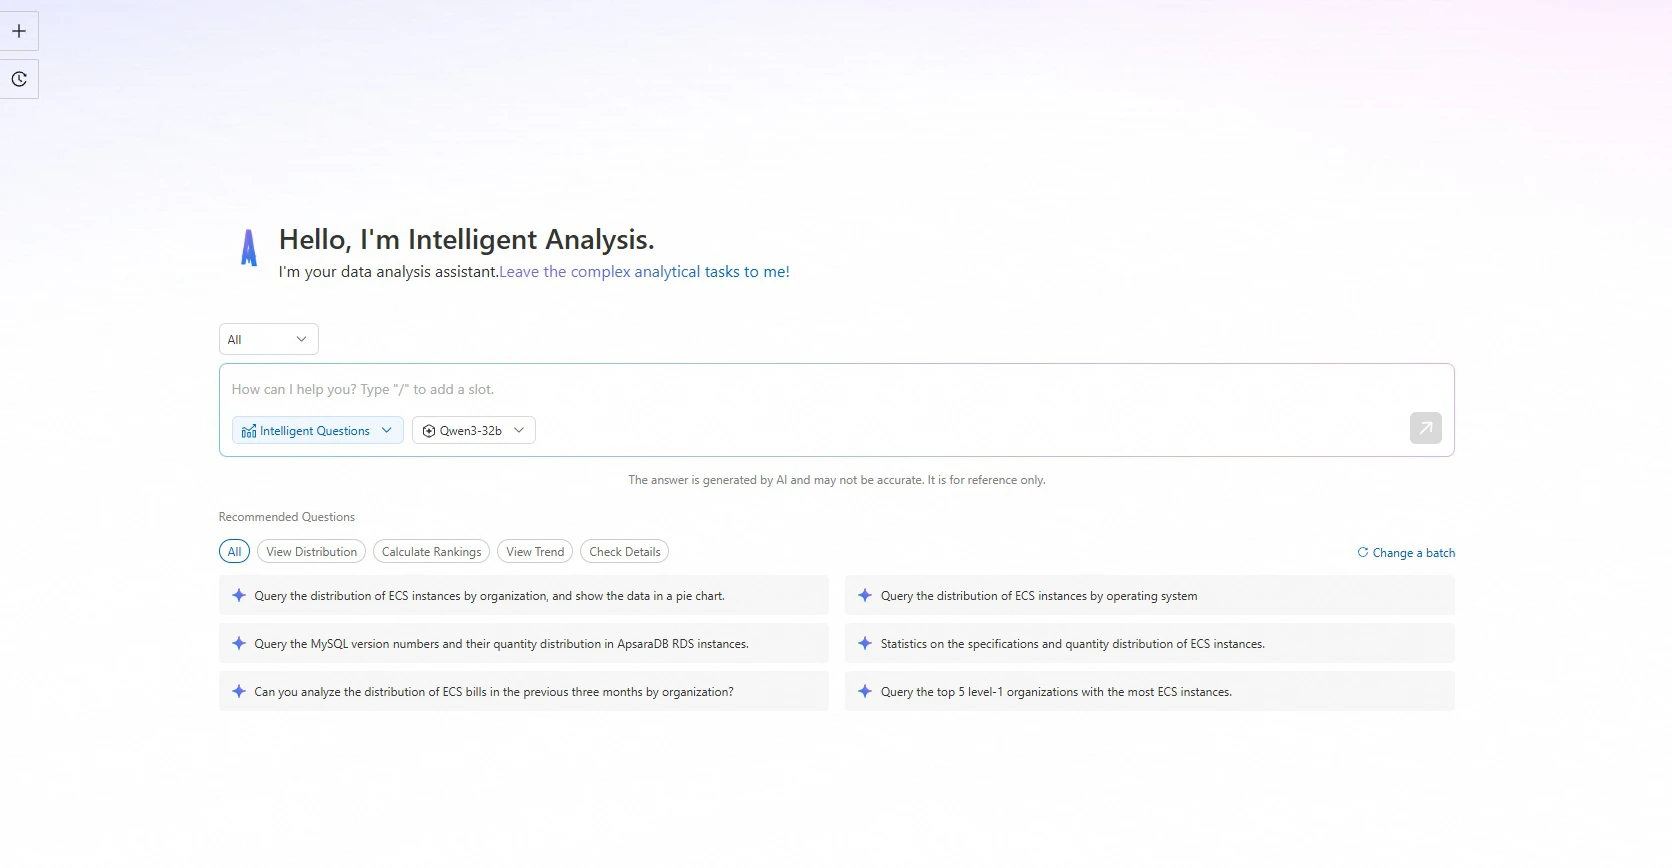 Hello, I'm Intelligent Analysis.
I'm your data analysis assistant.Leave the complex analytical tasks to me!
All
How can I help you? Type "/" to add a slot.
Intelligent Questions
Qwen3-32b
The answer is generated by AI and may not be accurate. It is for reference only.
Recommended Questions
All
View Distribution
Calculate Rankings
View Trend
Check Details
Change a batch
Query the distribution of ECS instances by organization, and show the data in a pie chart.
Query the distribution of ECS instances by operating system
Query the MySQL version numbers and their quantity distribution in ApsaraDB RDS instances.
Statistics on the specifications and quantity distribution of ECS instances.
Can you analyze the distribution of ECS bills in the previous three months by organization?
Query the top 5 level-1 organizations with the most ECS instances.